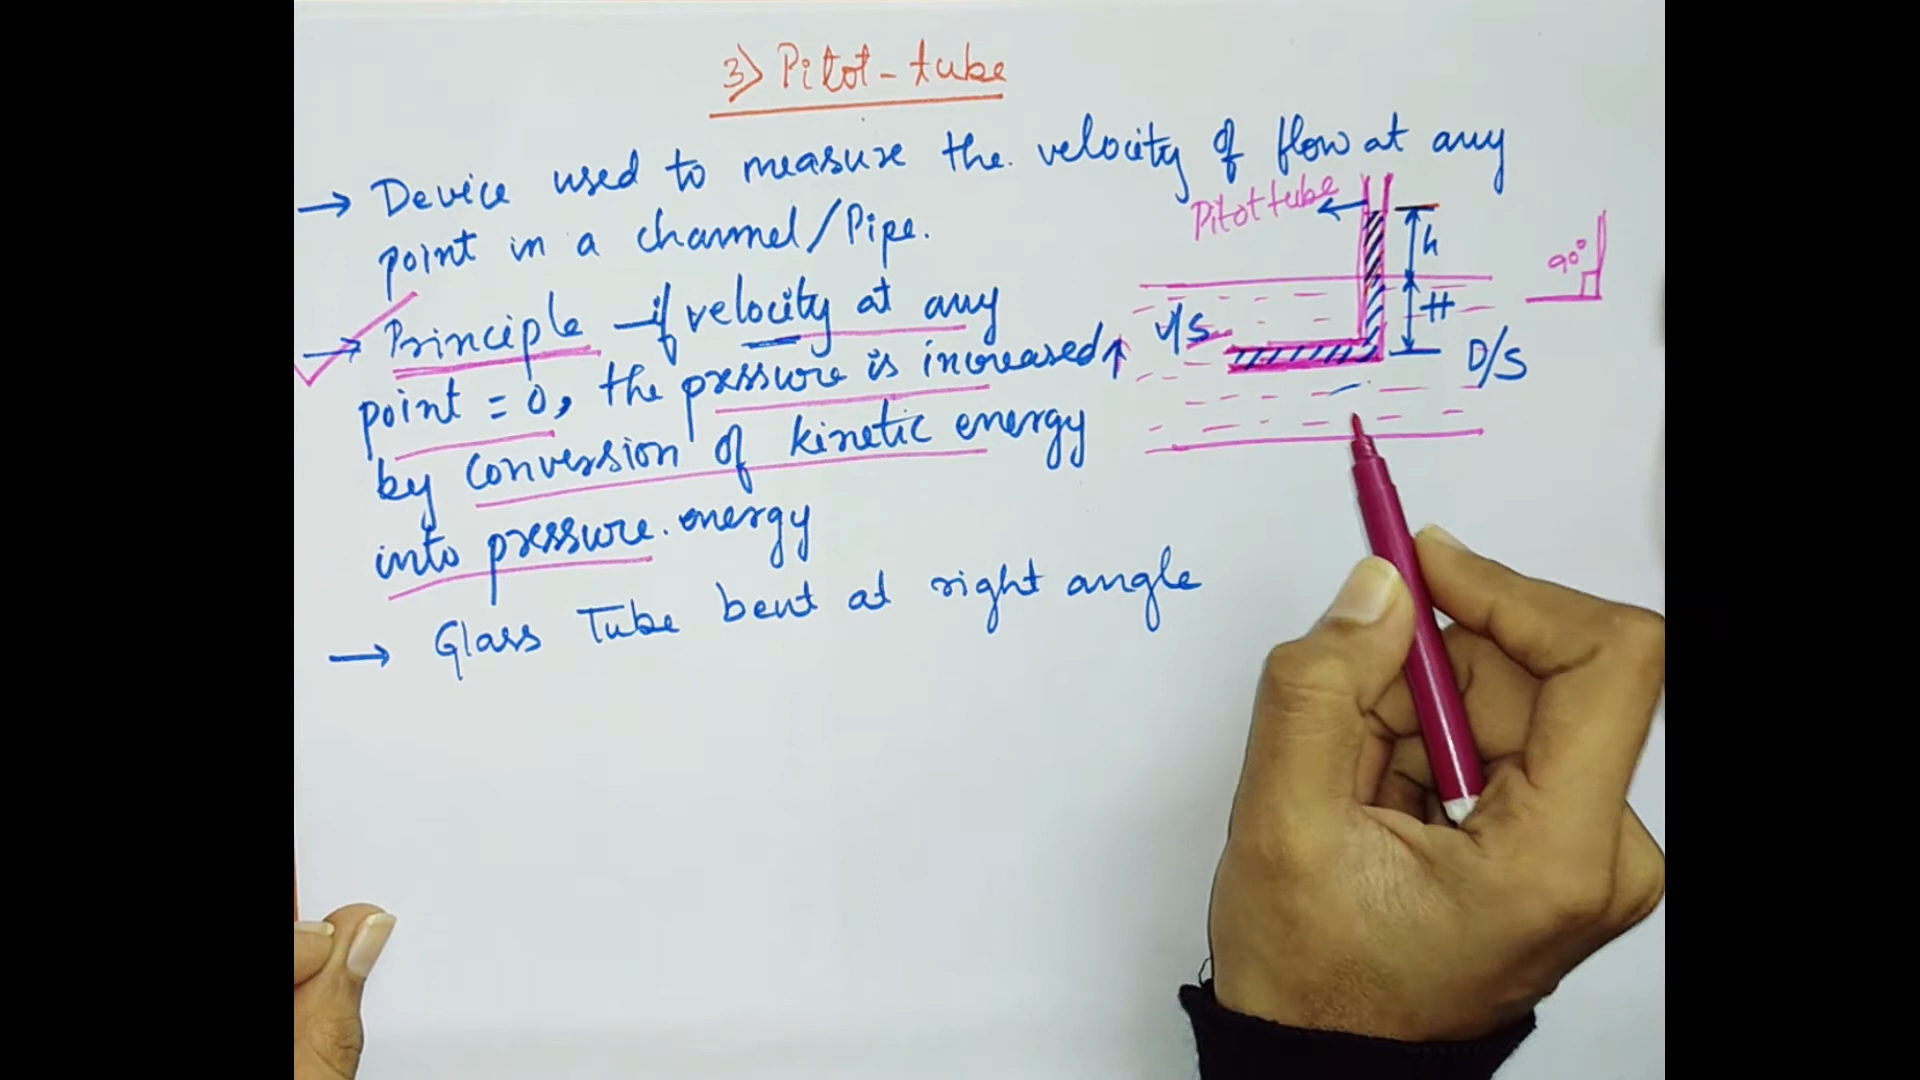 3) Pitot-tube
→ Device used to measure the velocity of flow at any
point in a channel/Pipe.
→ Principle - if velocity at any
point = 0, the pressure is increased ↑
by conversion of kinetic energy
into pressure. energy
→ Glass Tube bent at right angle
Pitot tube
h
90°
H
U/S
D/S